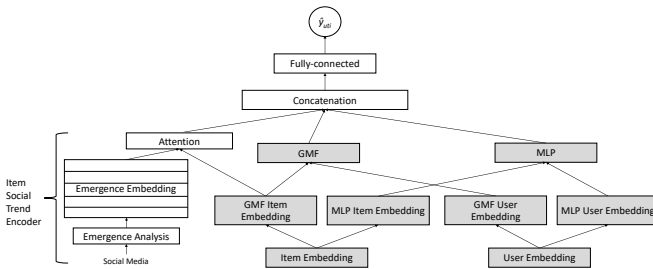 ŷuti
Fully-connected
Concatenation
Attention
GMF
MLP
Item
Social
Trend
Encoder
Emergence Embedding
GMF Item
Embedding
MLP Item Embedding
GMF User
Embedding
MLP User Embedding
Emergence Analysis
Social Media
Item Embedding
User Embedding